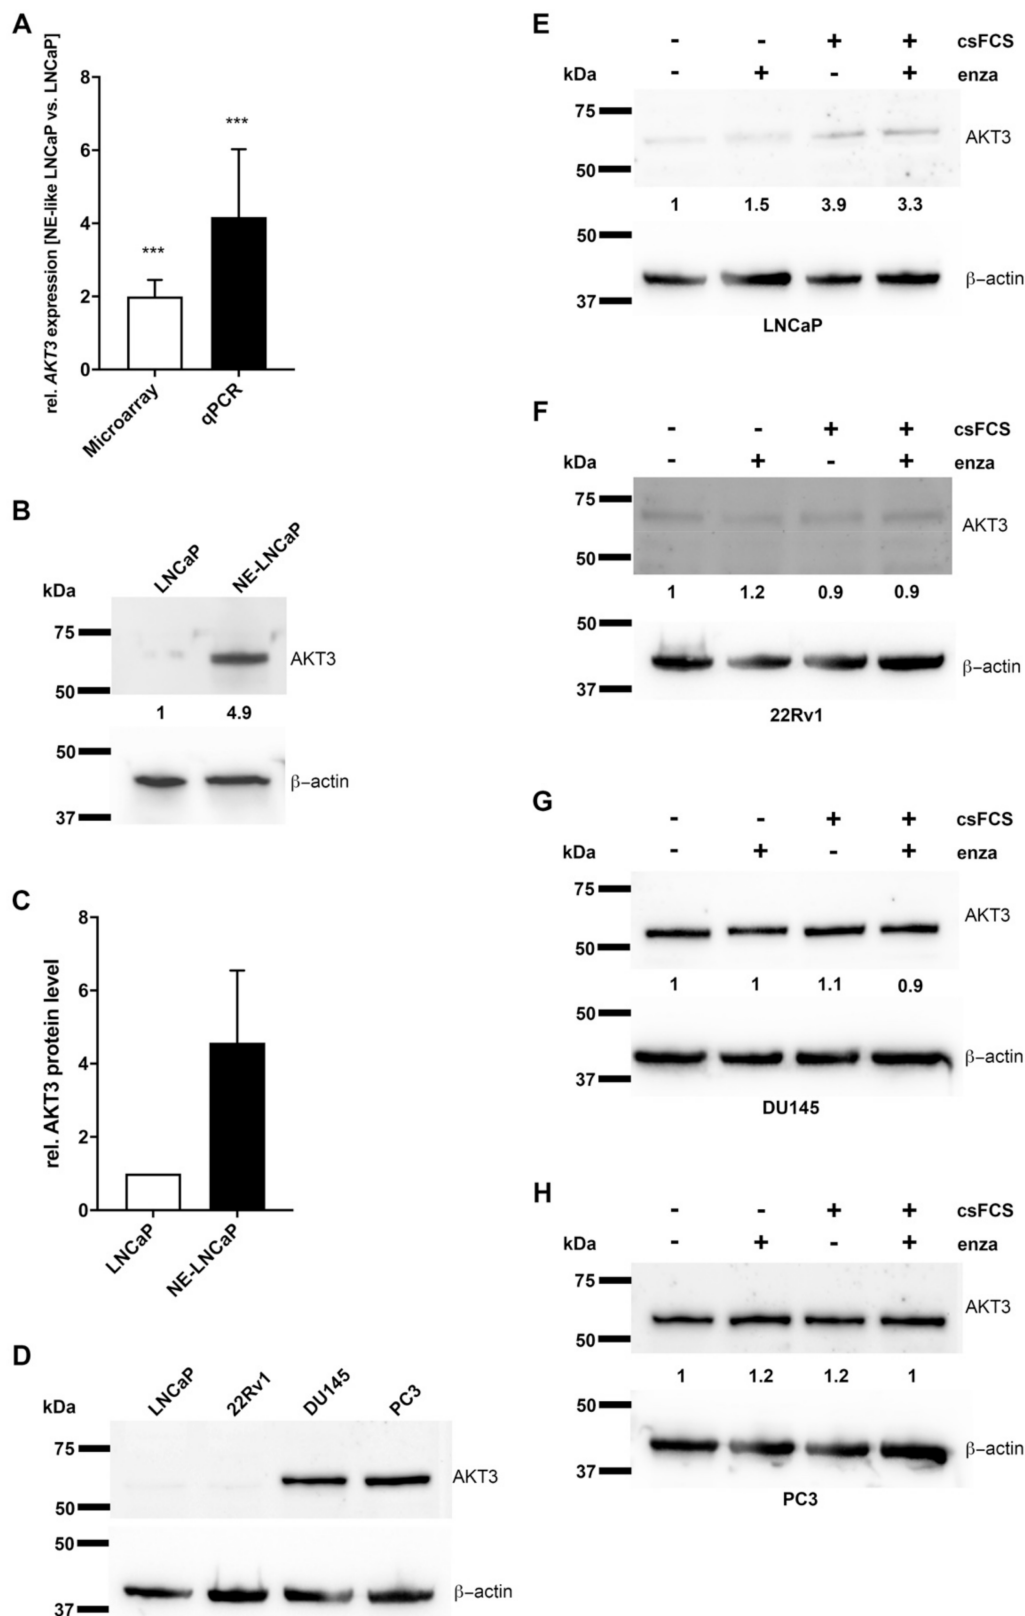 A
rel. AKT3 expression [NE-like LNCaP vs. LNCaP]
8
6
4
2
0
***
***
Microarray
qPCR
B
LNCaP
NE-LNCaP
kDa
75
AKT3
50
1 4.9
50
β-actin
37
C
rel. AKT3 protein level
8
6
4
2
0
LNCaP
NE-LNCaP
D
LNCaP
22Rv1
DU145
PC3
kDa
75
AKT3
50
50
β-actin
37
E
- - + + csFCS
kDa - + - + enza
75
AKT3
50
1 1.5 3.9 3.3
50
β-actin
37
LNCaP
F
- - + + csFCS
kDa - + - + enza
75
AKT3
50
1 1.2 0.9 0.9
50
β-actin
37
22Rv1
G
- - + + csFCS
kDa - + - + enza
75
AKT3
50
1 1 1.1 0.9
50
β-actin
37
DU145
H
- - + + csFCS
kDa - + - + enza
75
AKT3
50
1 1.2 1.2 1
50
β-actin
37
PC3